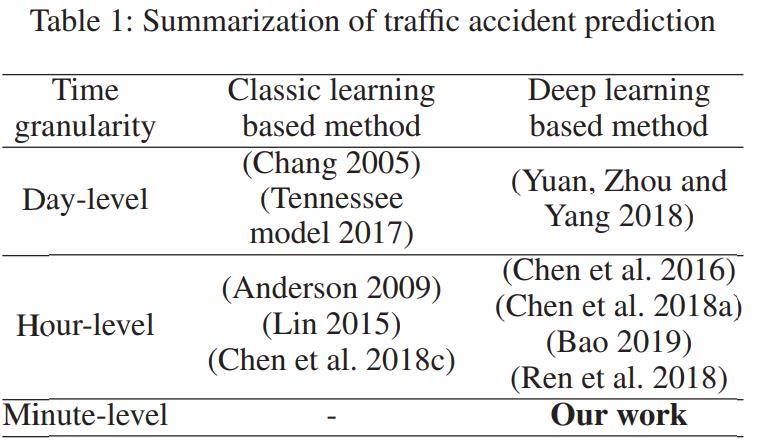 Table 1: Summarization of traffic accident prediction
Time granularity | Classic learning based method | Deep learning based method
Day-level | (Chang 2005) (Tennessee model 2017) | (Yuan, Zhou and Yang 2018)
Hour-level | (Anderson 2009) (Lin 2015) (Chen et al. 2018c) | (Chen et al. 2016) (Chen et al. 2018a) (Bao 2019) (Ren et al. 2018)
Minute-level | - | Our work